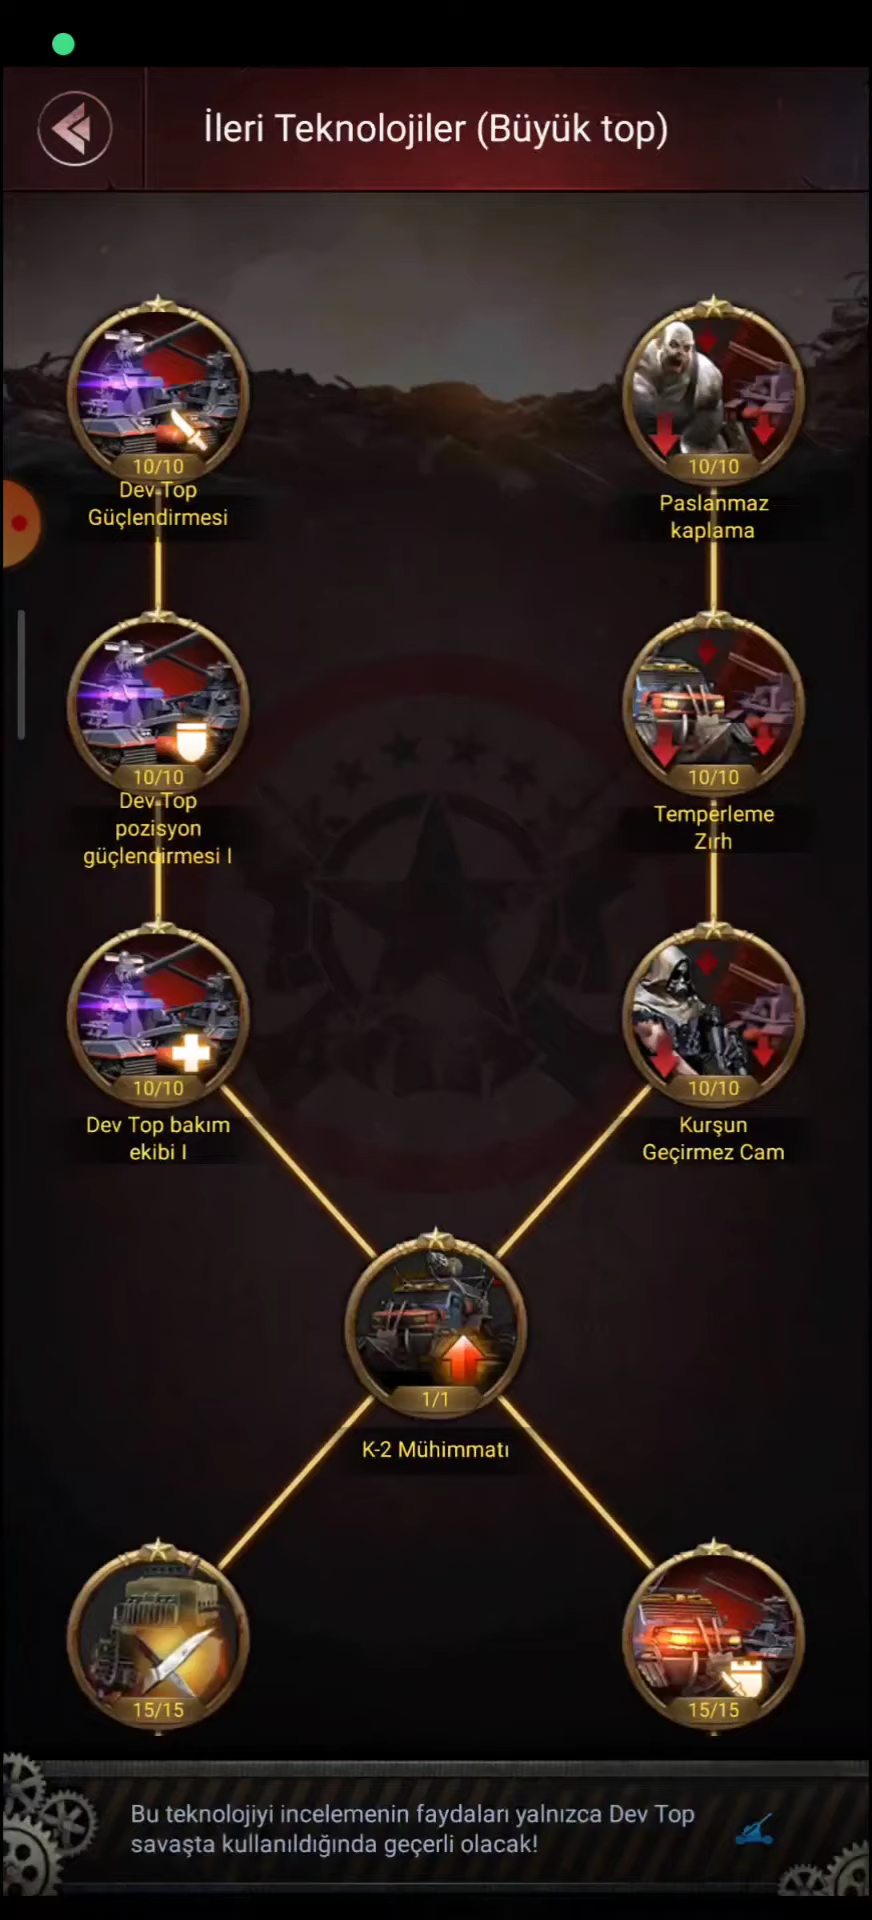 İleri Teknolojiler (Büyük top)
10/10
Dev Top
Güçlendirmesi
10/10
Paslanmaz
kaplama
10/10
Dev Top
pozisyon
güçlendirmesi I
10/10
Temperleme
Zırh
10/10
Dev Top bakım
ekibi I
10/10
Kurşun
Geçirmez Cam
1/1
K-2 Mühimmatı
15/15
15/15
Bu teknolojiyi incelemenin faydaları yalnızca Dev Top
savaşta kullanıldığında geçerli olacak!